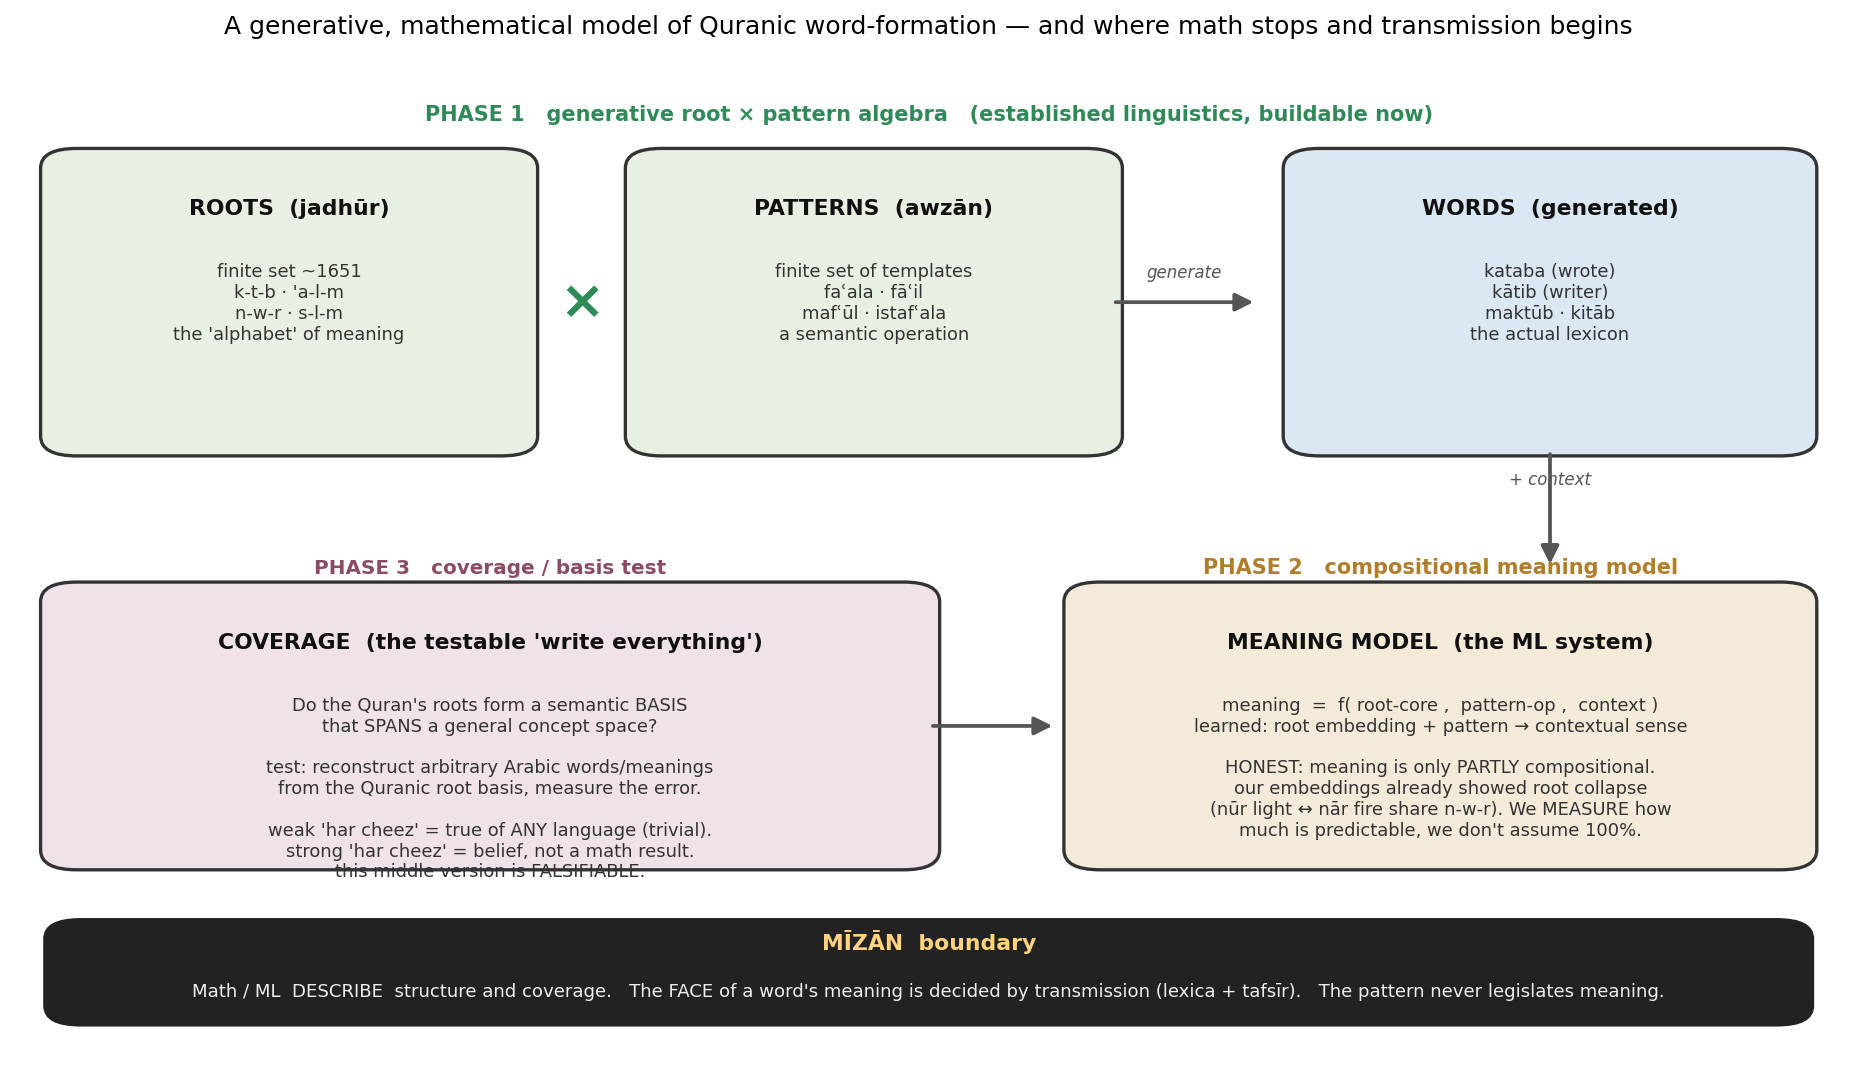 A generative, mathematical model of Quranic word-formation — and where math stops and transmission begins
PHASE 1   generative root × pattern algebra   (established linguistics, buildable now)
ROOTS  (jadhūr)
finite set ~1651
k-t-b · 'a-l-m
n-w-r · s-l-m
the 'alphabet' of meaning
×
PATTERNS  (awzān)
finite set of templates
faʿala · fāʿil
mafʿūl · istafʿala
a semantic operation
generate
WORDS  (generated)
kataba (wrote)
kātib (writer)
maktūb · kitāb
the actual lexicon
+ context
PHASE 3   coverage / basis test
COVERAGE  (the testable 'write everything')
Do the Quran's roots form a semantic BASIS
that SPANS a general concept space?
test: reconstruct arbitrary Arabic words/meanings
from the Quranic root basis, measure the error.
weak 'har cheez' = true of ANY language (trivial).
strong 'har cheez' = belief, not a math result.
this middle version is FALSIFIABLE.
PHASE 2   compositional meaning model
MEANING MODEL  (the ML system)
meaning  =  f( root-core ,  pattern-op ,  context )
learned: root embedding + pattern → contextual sense
HONEST: meaning is only PARTLY compositional.
our embeddings already showed root collapse
(nūr light ↔ nār fire share n-w-r). We MEASURE how
much is predictable, we don't assume 100%.
MĪZĀN  boundary
Math / ML  DESCRIBE  structure and coverage.   The FACE of a word's meaning is decided by transmission (lexica + tafsīr).   The pattern never legislates meaning.